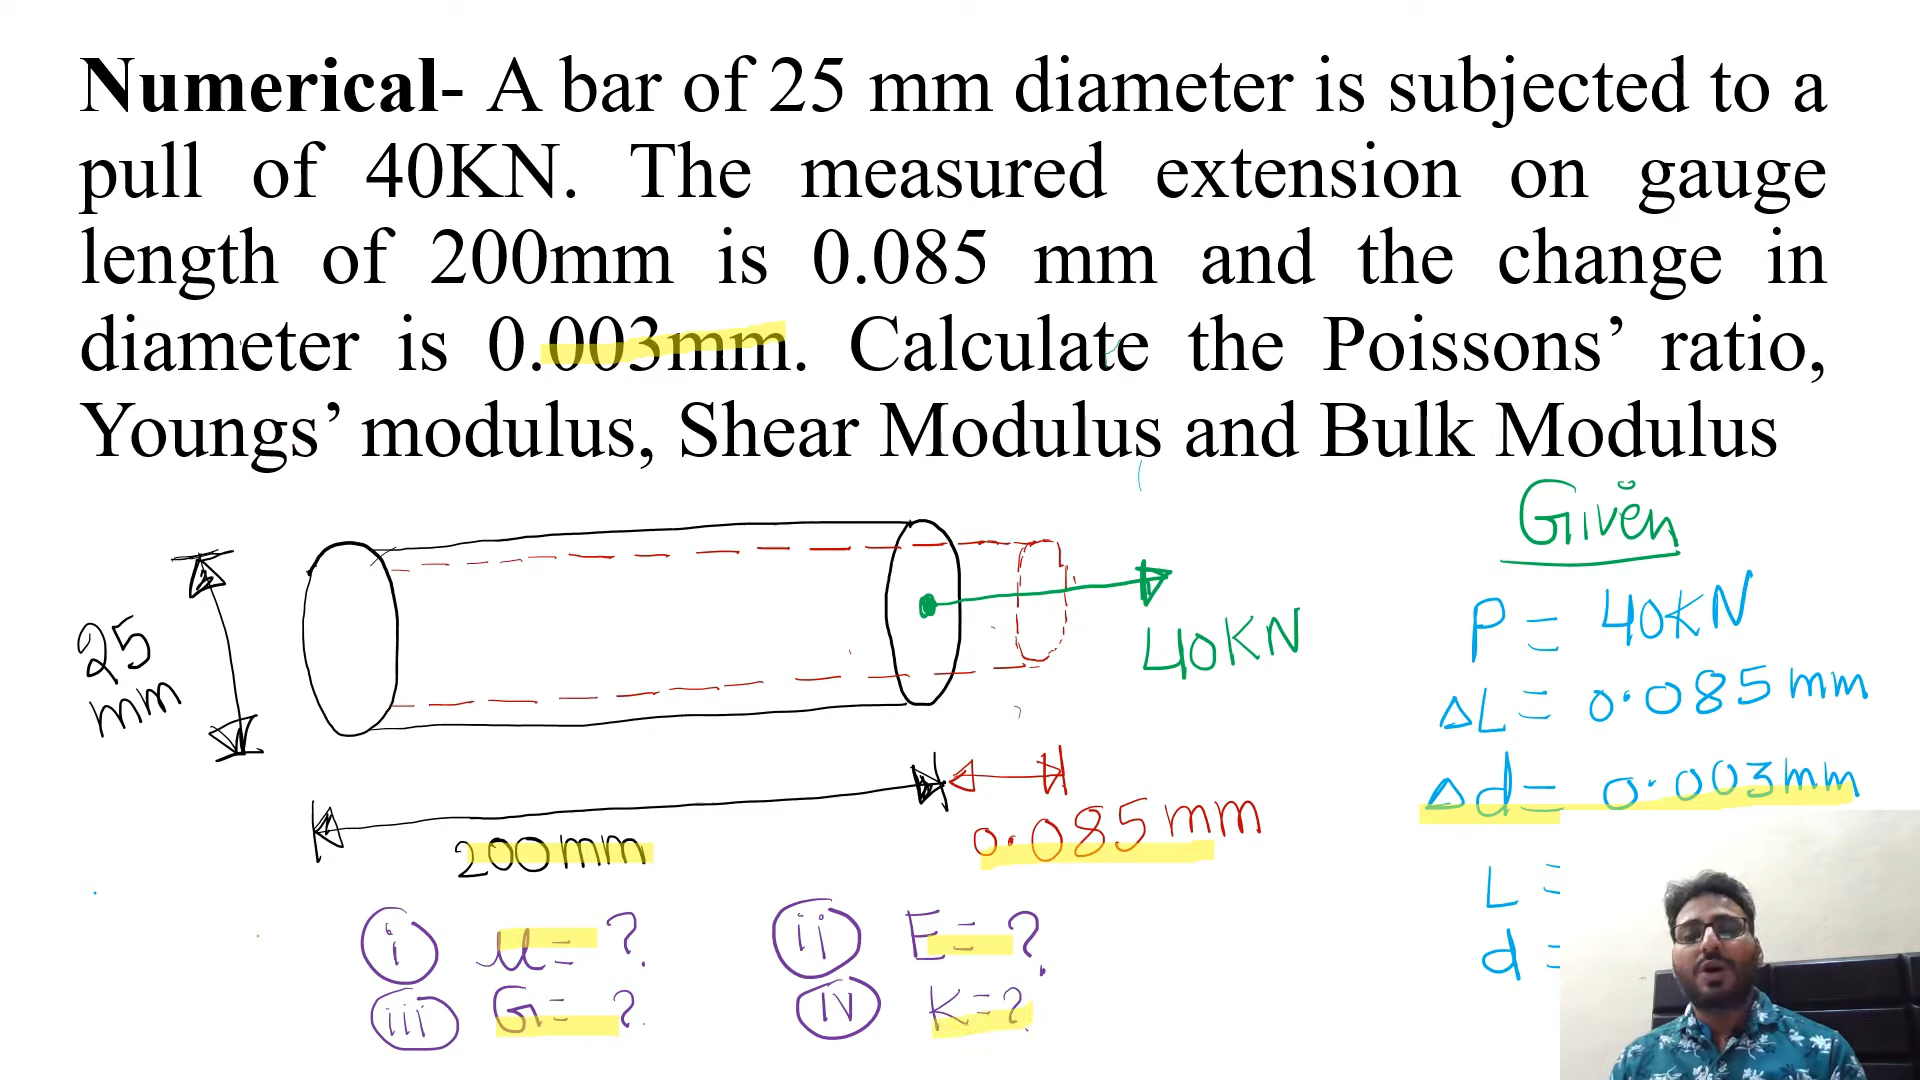 Numerical- A bar of 25 mm diameter is subjected to a
pull of 40KN. The measured extension on gauge
length of 200mm is 0.085 mm and the change in
diameter is 0.003mm. Calculate the Poissons’ ratio,
Youngs’ modulus, Shear Modulus and Bulk Modulus
Given
P = 40KN
ΔL = 0.085 mm
Δd = 0.003mm
L =
d =
25
mm
40KN
200mm
0.085 mm
i μ = ?
ii E = ?
iii G = ?
iv K = ?